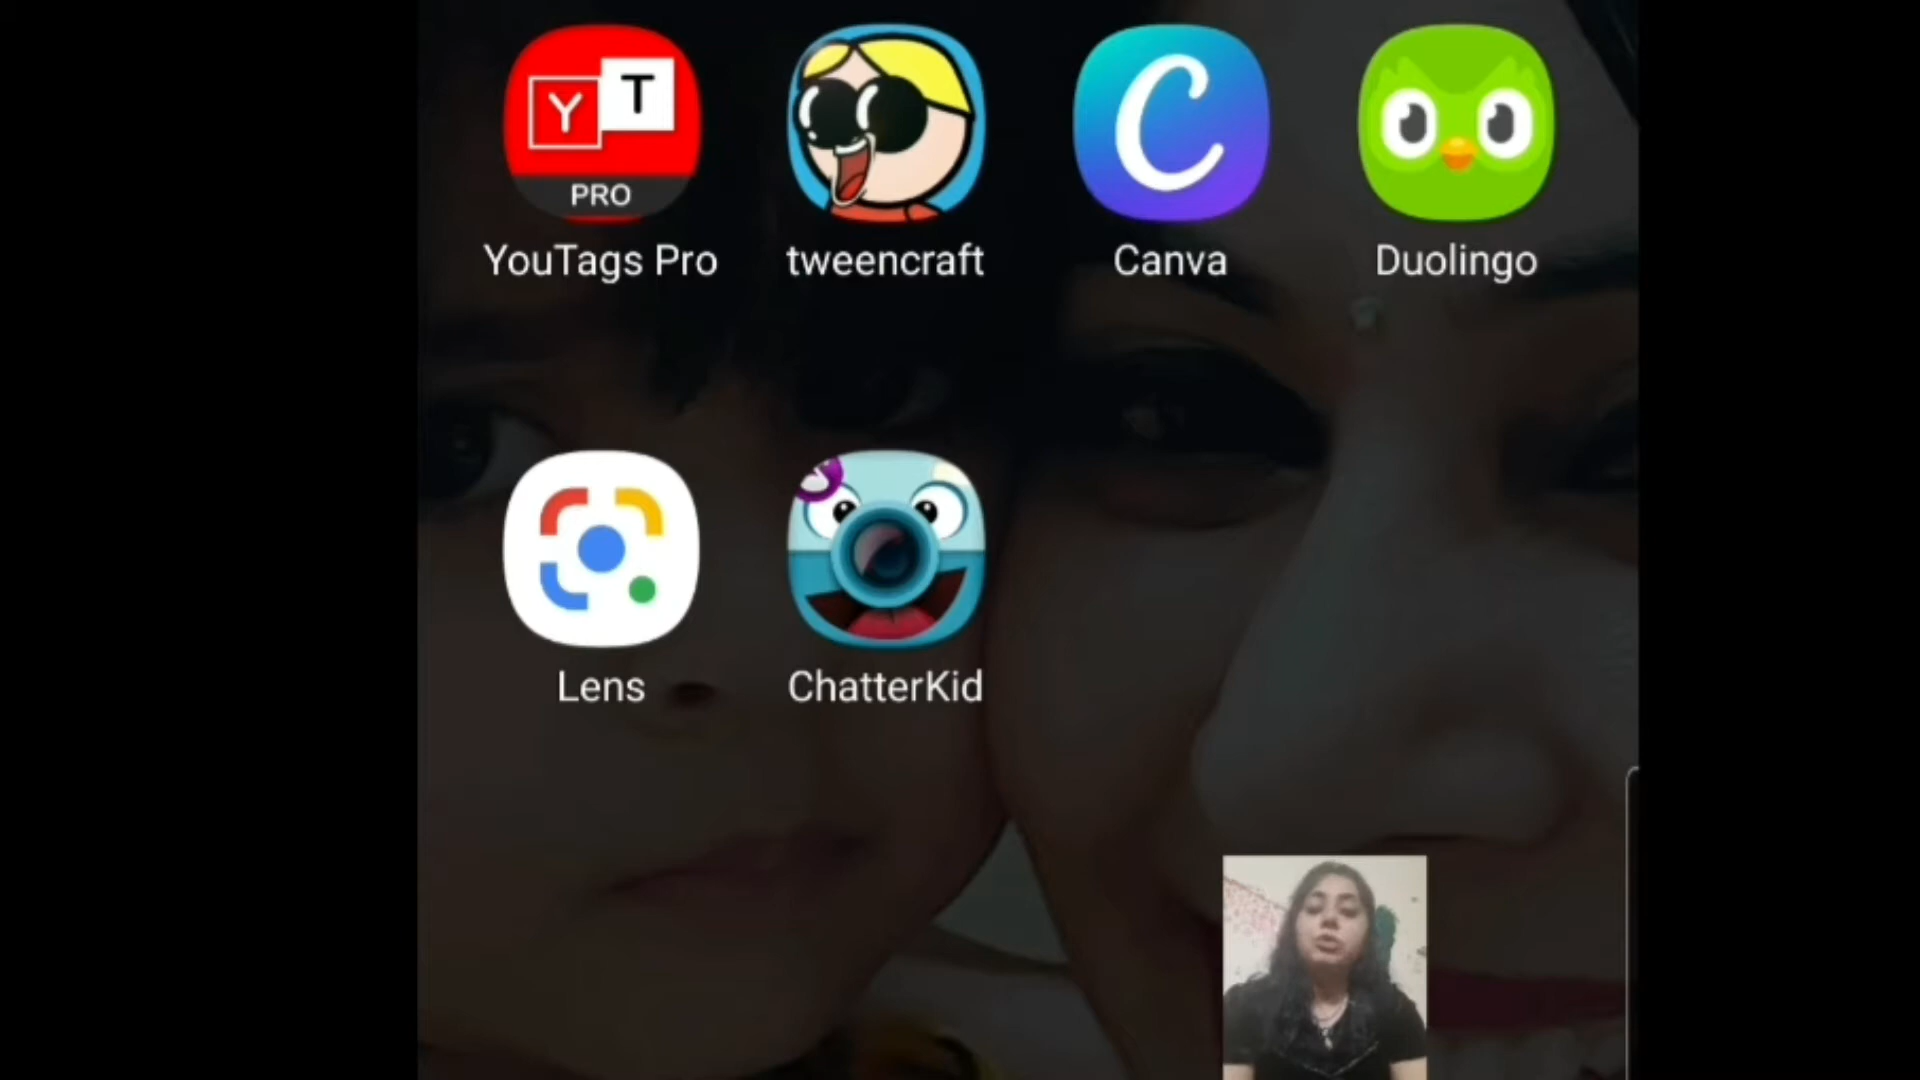 Y T
PRO
YouTags Pro
tweencraft
C
Canva
Duolingo
Lens
ChatterKid